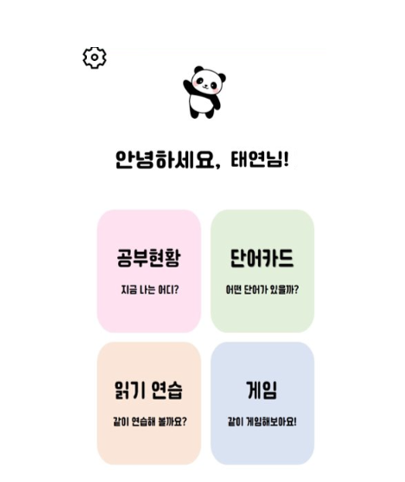 안녕하세요, 태연님!
공부현황
지금 나는 어디?
단어카드
어떤 단어가 있을까?
읽기 연습
같이 연습해 볼까요?
게임
같이 게임해보아요!